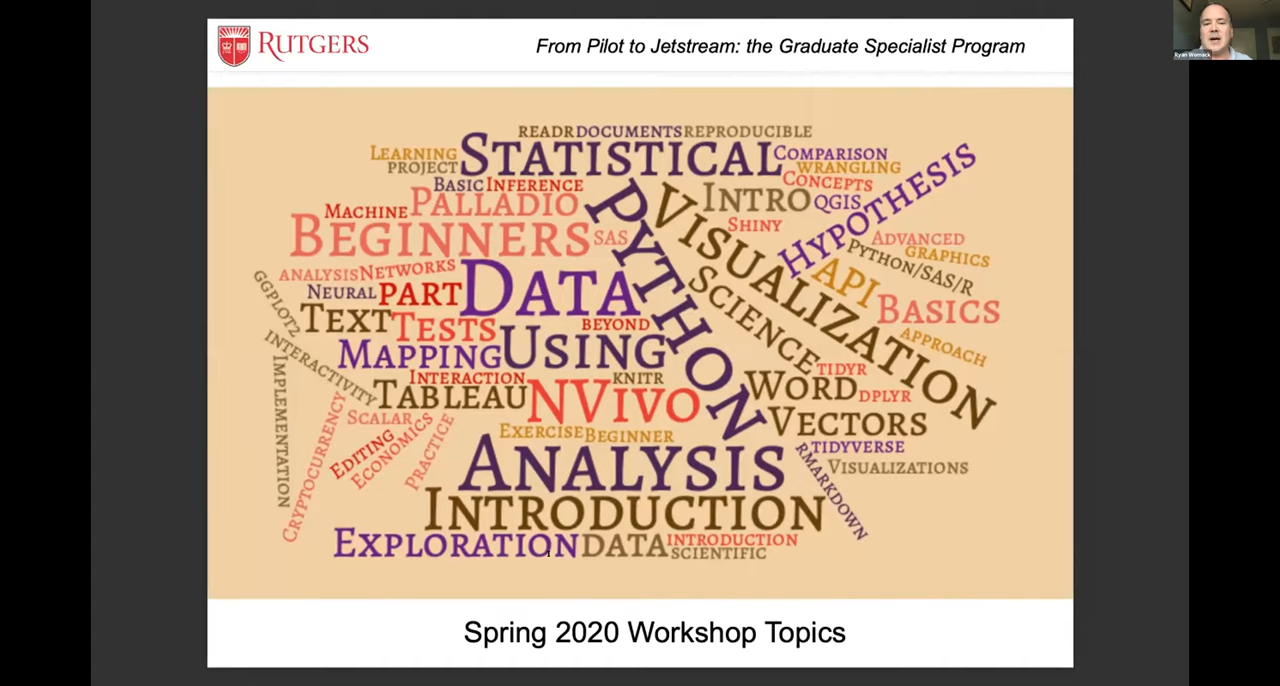 RUTGERS
From Pilot to Jetstream: the Graduate Specialist Program
Ryan Womack
READR DOCUMENTS REPRODUCIBLE
LEARNING
PROJECT
STATISTICAL
COMPARISON
WRANGLING
CONCEPTS
HYPOTHESIS
BASIC INFERENCE
MACHINE PALLADIO
INTRO QGIS
SHINY
BEGINNERS SAS
PYTHON
VISUALIZATION
ADVANCED
GRAPHICS
PYTHON/SAS/R
ANALYSIS NETWORKS
NEURAL PART
DATA
SCIENCE
API
BASICS
APPROACH
GGPLOT2
TEXT TESTS
BEYOND
INTERACTIVITY
MAPPING USING
IMPLEMENTATION
INTERACTION
KNITR
TABLEAU NVIVO
WORD
TIDYR
DPLYR
VECTORS
SCALAR
CRYPTOCURRENCY
EDITING
ECONOMICS
PRACTICE
EXERCISE BEGINNER
TIDYVERSE
RMARKDOWN
VISUALIZATIONS
ANALYSIS
INTRODUCTION
EXPLORATION DATA
INTRODUCTION
SCIENTIFIC
Spring 2020 Workshop Topics